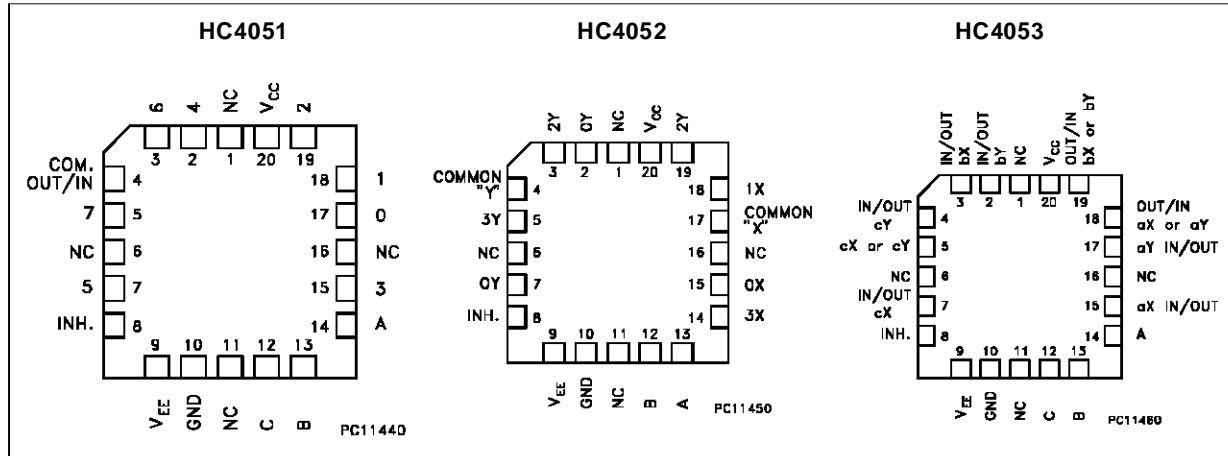 HC4051
HC4052
HC4053
6 4 NC VCC 2
3 2 1 20 19
COM.
OUT/IN
4
7 5
NC 6
5 7
INH. 8
18 1
17 0
16 NC
15 3
14 A
9 10 11 12 13
VEE GND NC C B
PC11440
2Y 0Y NC VCC 2Y
3 2 1 20 19
COMMON
"Y"
4
3Y 5
NC 6
0Y 7
INH. 8
18 1X
17 COMMON
"X"
16 NC
15 0X
14 3X
9 10 11 12 13
VEE GND NC B A
PC11450
IN/OUT
bX
IN/OUT
bY
NC
VCC
OUT/IN
bX or bY
3 2 1 20 19
IN/OUT
cY
4
cX or cY 5
NC 6
IN/OUT
cX
7
INH. 8
OUT/IN
aX or aY
18
17 aY IN/OUT
16 NC
15 aX IN/OUT
14 A
9 10 11 12 13
VEE GND NC C B
PC11460